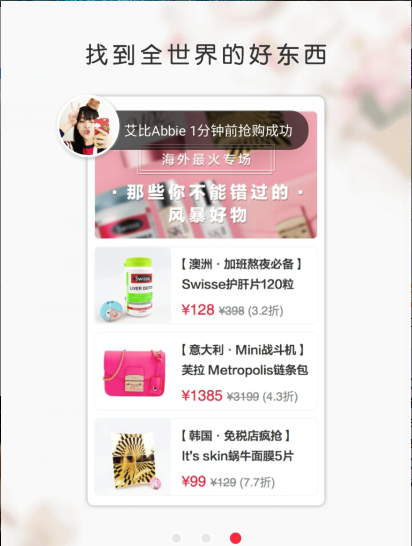 找到全世界的好东西
艾比Abbie 1分钟前抢购成功
海外最火专场
· 那些你不能错过的 ·
风暴好物
【澳洲 · 加班熬夜必备】
Swisse护肝片120粒
¥128 ¥398 (3.2折)
【意大利 · Mini战斗机】
芙拉 Metropolis链条包
¥1385 ¥3199 (4.3折)
【韩国 · 免税店疯抢】
It's skin蜗牛面膜5片
¥99 ¥129 (7.7折)
Swisse
LIVER DETOX